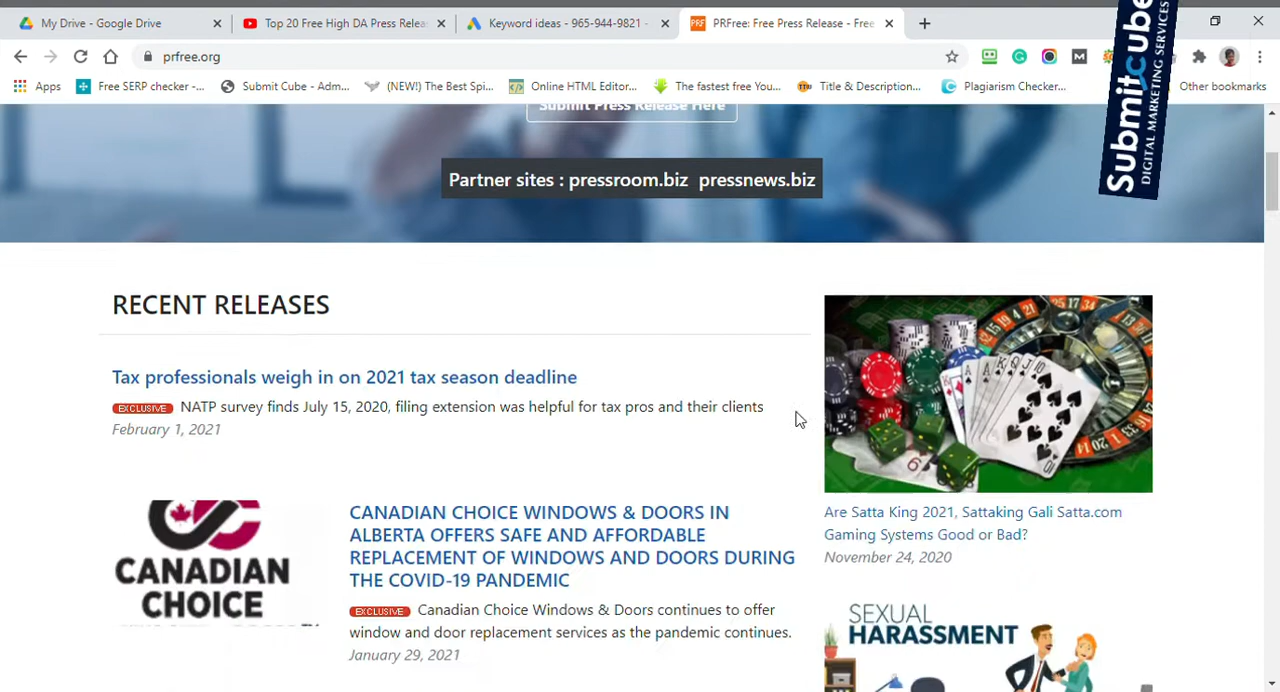 My Drive - Google Drive
Top 20 Free High DA Press Relea
Keyword ideas - 965-944-9821 -
PRFree: Free Press Release - Free
prfree.org
Apps
Free SERP checker -...
Submit Cube - Adm...
(NEW!) The Best Spi...
Online HTML Editor...
The fastest free You...
Title & Description...
Plagiarism Checker...
Other bookmarks
SubmitCube
DIGITAL MARKETING SERVICES
Submit Press Release Here
Partner sites : pressroom.biz pressnews.biz
RECENT RELEASES
Tax professionals weigh in on 2021 tax season deadline
EXCLUSIVE NATP survey finds July 15, 2020, filing extension was helpful for tax pros and their clients
February 1, 2021
CANADIAN
CHOICE
CANADIAN CHOICE WINDOWS & DOORS IN
ALBERTA OFFERS SAFE AND AFFORDABLE
REPLACEMENT OF WINDOWS AND DOORS DURING
THE COVID-19 PANDEMIC
EXCLUSIVE Canadian Choice Windows & Doors continues to offer
window and door replacement services as the pandemic continues.
January 29, 2021
Are Satta King 2021, Sattaking Gali Satta.com
Gaming Systems Good or Bad?
November 24, 2020
SEXUAL
HARASSMENT